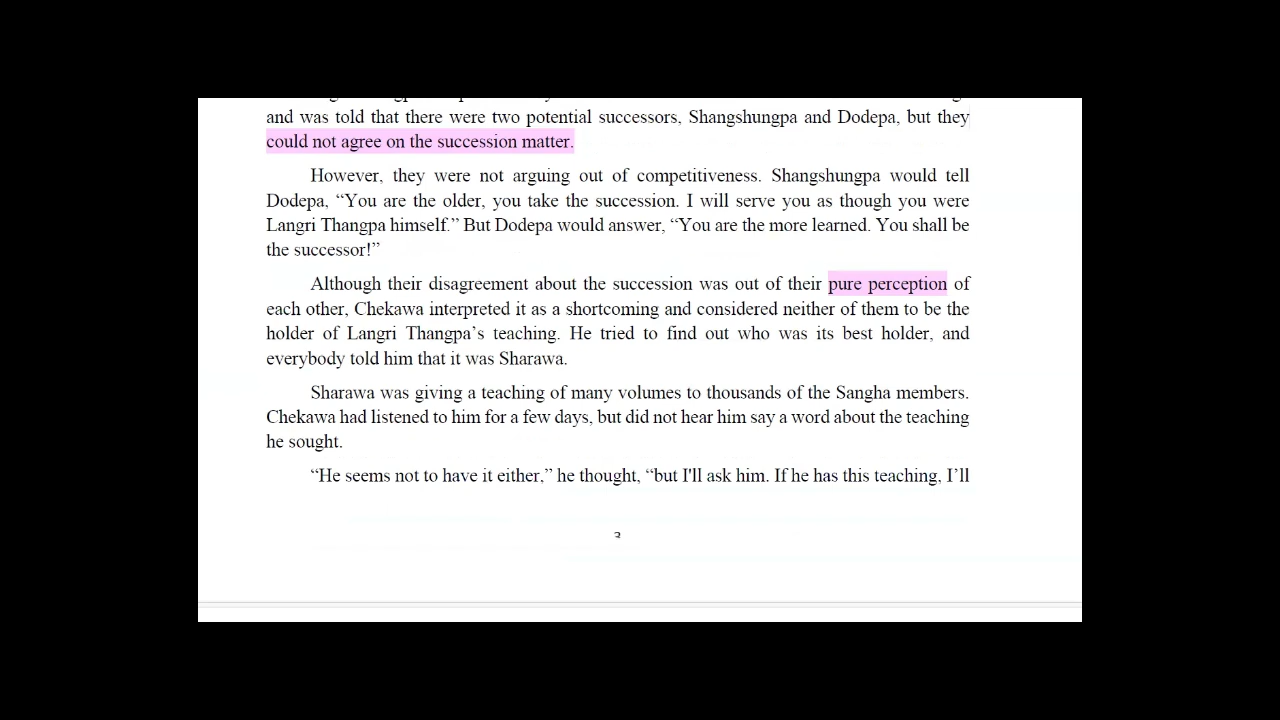 and was told that there were two potential successors, Shangshungpa and Dodepa, but they
could not agree on the succession matter.
However, they were not arguing out of competitiveness. Shangshungpa would tell
Dodepa, “You are the older, you take the succession. I will serve you as though you were
Langri Thangpa himself.” But Dodepa would answer, “You are the more learned. You shall be
the successor!”
Although their disagreement about the succession was out of their pure perception of
each other, Chekawa interpreted it as a shortcoming and considered neither of them to be the
holder of Langri Thangpa’s teaching. He tried to find out who was its best holder, and
everybody told him that it was Sharawa.
Sharawa was giving a teaching of many volumes to thousands of the Sangha members.
Chekawa had listened to him for a few days, but did not hear him say a word about the teaching
he sought.
“He seems not to have it either,” he thought, “but I'll ask him. If he has this teaching, I’ll
3